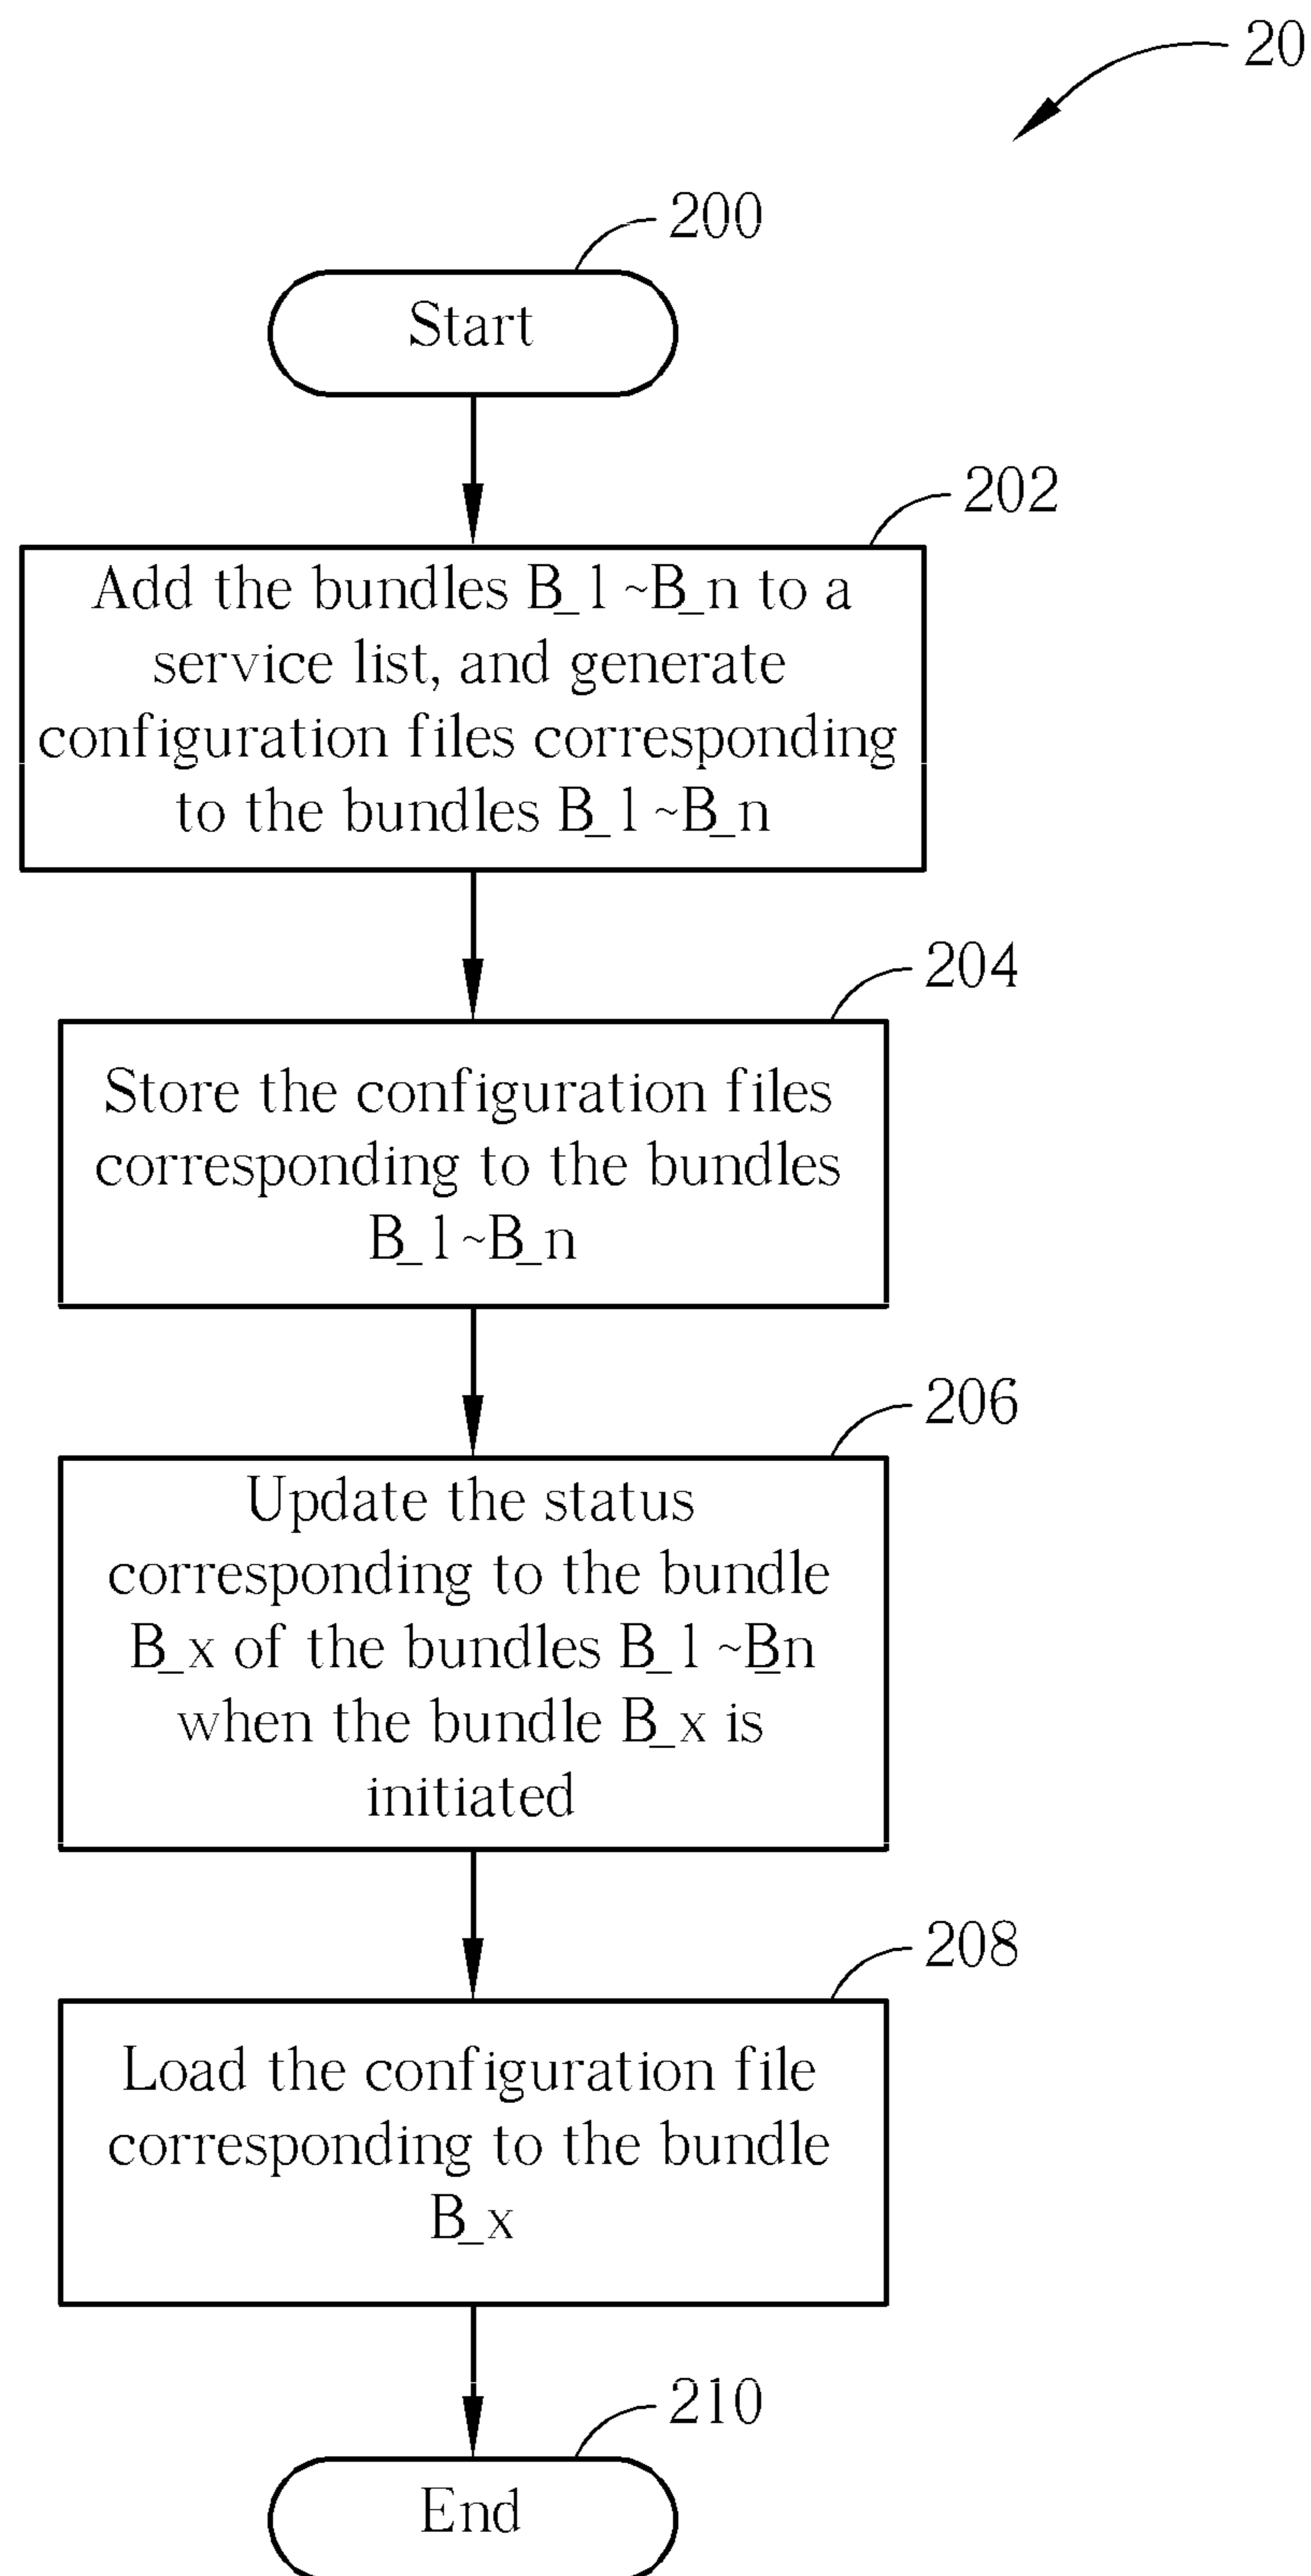 20
200
Start
202
Add the bundles B_1~B_n to a
service list, and generate
configuration files corresponding
to the bundles B_1~B_n
204
Store the configuration files
corresponding to the bundles
B_1~B_n
206
Update the status
corresponding to the bundle
B_x of the bundles B_1~B_n
when the bundle B_x is
initiated
208
Load the configuration file
corresponding to the bundle
B_x
210
End